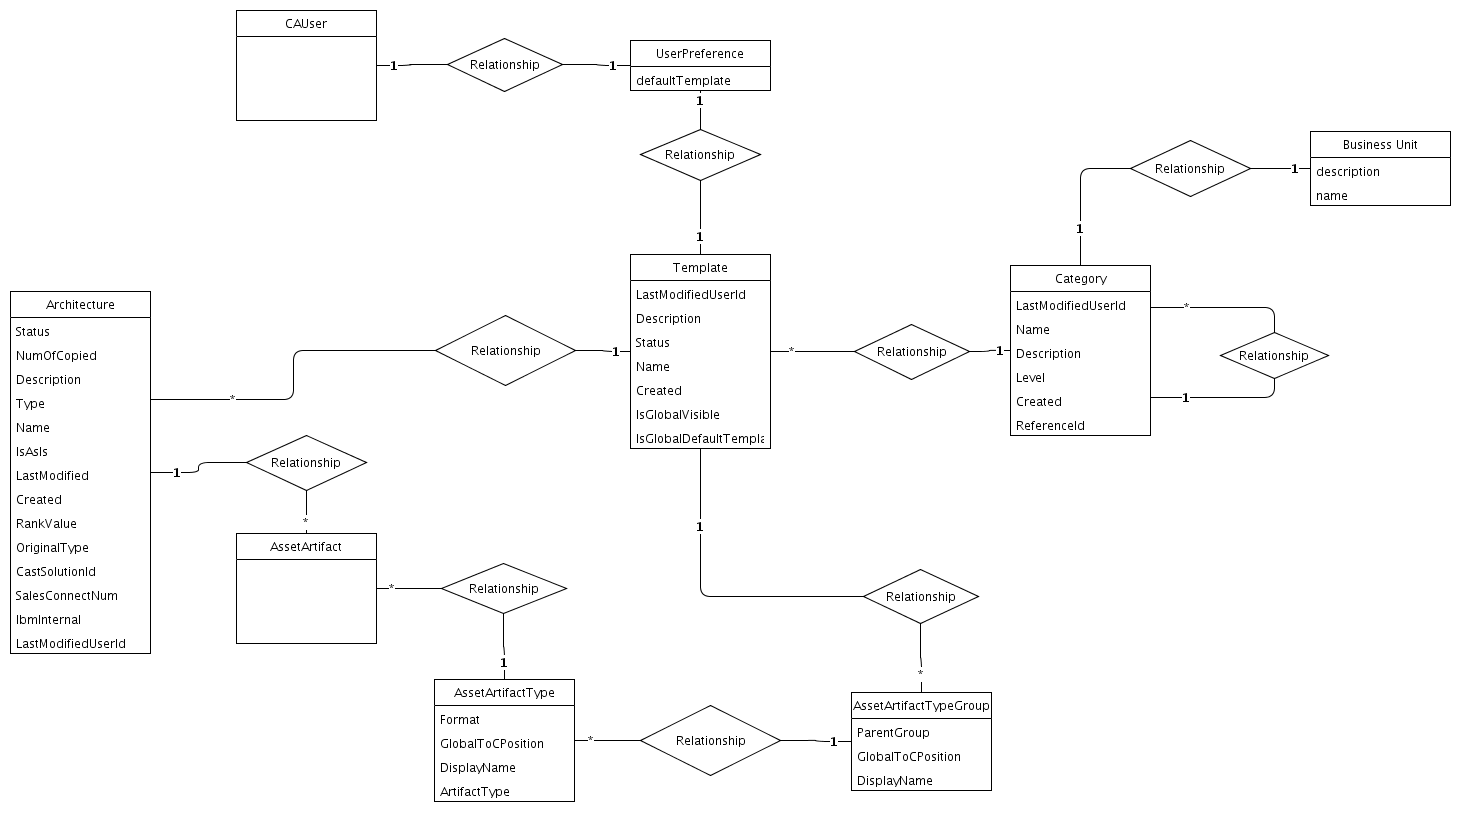 CAUser
1
Relationship
1
UserPreference
defaultTemplate
1
Relationship
1
Business Unit
description
name
1
Relationship
1
Template
LastModifiedUserId
Description
Status
Name
Created
IsGlobalVisible
IsGlobalDefaultTempla
Category
LastModifiedUserId
Name
Description
Level
Created
ReferenceId
*
Relationship
1
*
Relationship
1
Architecture
Status
NumOfCopied
Description
Type
Name
IsAsIs
LastModified
Created
RankValue
OriginalType
CastSolutionId
SalesConnectNum
IbmInternal
LastModifiedUserId
*
Relationship
1
1
Relationship
*
AssetArtifact
*
Relationship
1
AssetArtifactType
Format
GlobalToCPosition
DisplayName
ArtifactType
*
Relationship
1
1
Relationship
*
AssetArtifactTypeGroup
ParentGroup
GlobalToCPosition
DisplayName